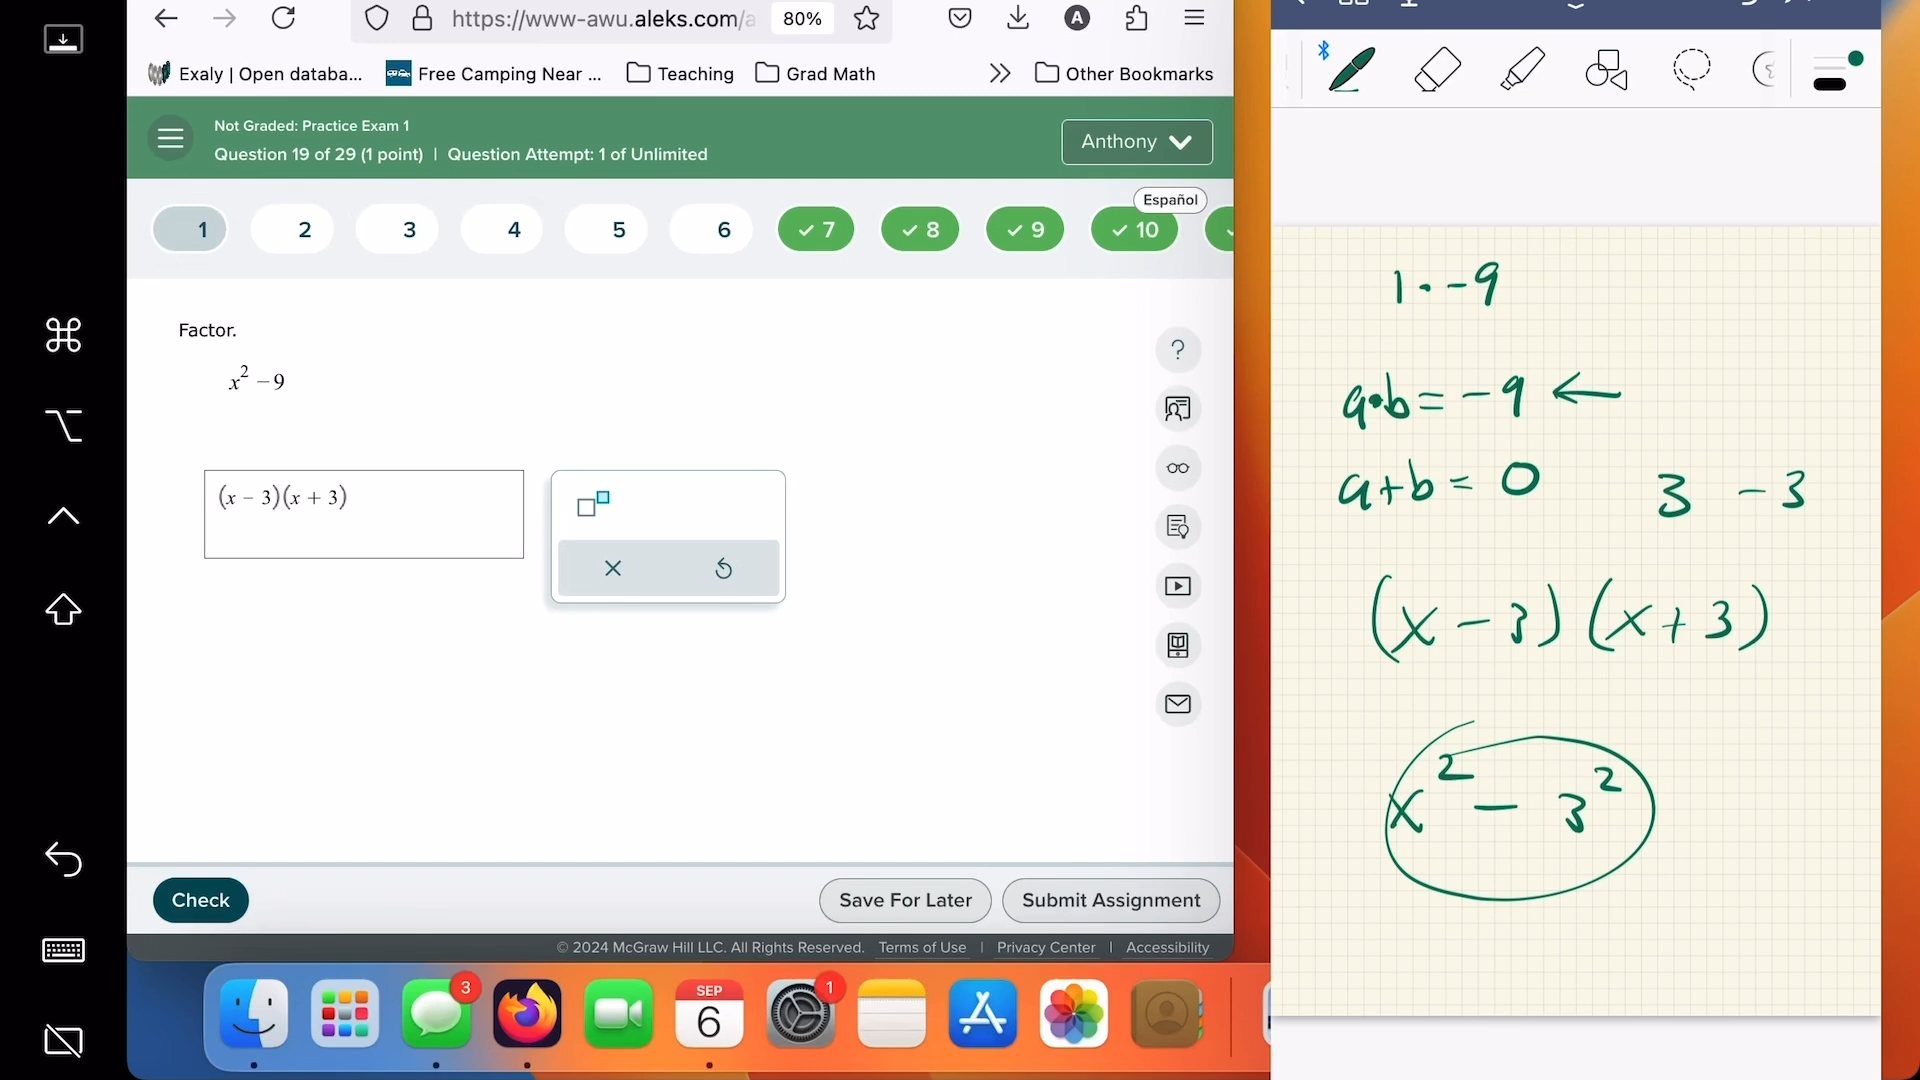 https://www-awu.aleks.com/a
80%
A
Exaly | Open databa...
Free Camping Near ...
Teaching
Grad Math
Other Bookmarks
Not Graded: Practice Exam 1
Question 19 of 29 (1 point) | Question Attempt: 1 of Unlimited
Anthony
Español
1 2 3 4 5 6 ✓ 7 ✓ 8 ✓ 9 ✓ 10
Factor.
x² − 9
(x − 3)(x + 3)
?
Check
Save For Later
Submit Assignment
© 2024 McGraw Hill LLC. All Rights Reserved. Terms of Use | Privacy Center | Accessibility
3
SEP
6
1
1 · -9
a·b = -9 ←
a+b = 0 3 -3
(x - 3) (x + 3)
x² - 3²